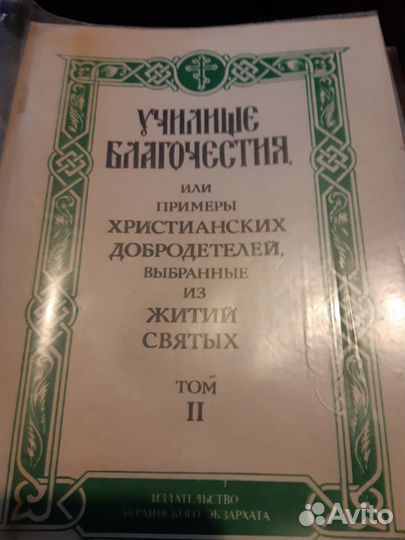 УЧИЛИЩЕ
БЛАГОЧЕСТИЯ,
ИЛИ
ПРИМЕРЫ
ХРИСТИАНСКИХ
ДОБРОДЕТЕЛЕЙ,
ВЫБРАННЫЕ
ИЗ
ЖИТИЙ
СВЯТЫХ
ТОМ
II
ИЗДАТЕЛЬСТВО
УКРАИНСКОГО ЭКЗАРХАТА
Avito